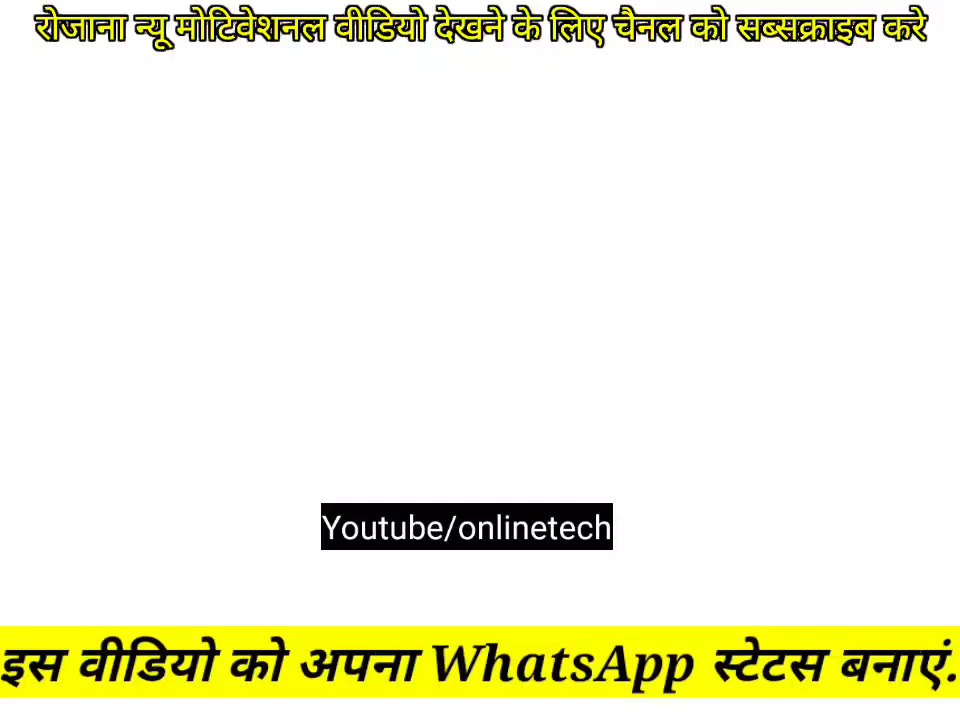 रोजाना न्यू मोटिवेशनल वीडियो देखने के लिए चैनल को सब्सक्राइब करे
Youtube/onlinetech
इस वीडियो को अपना WhatsApp स्टेटस बनाएं.